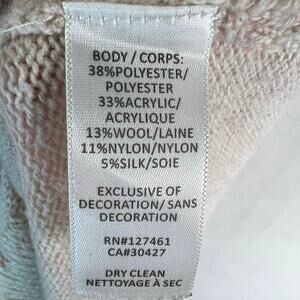 BODY / CORPS:
38%POLYESTER/
POLYESTER
33%ACRYLIC/
ACRYLIQUE
13%WOOL/LAINE
11%NYLON/NYLON
5%SILK/SOIE
EXCLUSIVE OF
DECORATION/ SANS
DECORATION
RN#127461
CA#30427
DRY CLEAN
NETTOYAGE À SEC